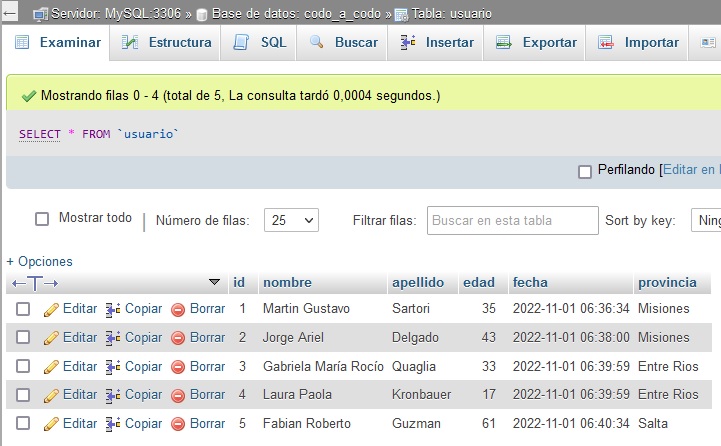 Servidor: MySQL:3306 » Base de datos: codo_a_codo » Tabla: usuario
Examinar Estructura SQL Buscar Insertar Exportar Importar
Mostrando filas 0 - 4 (total de 5, La consulta tardó 0,0004 segundos.)
SELECT * FROM `usuario`
Perfilando [Editar en
Mostrar todo | Número de filas: 25 Filtrar filas: Buscar en esta tabla Sort by key: Ning
+ Opciones
←T→ id nombre apellido edad fecha provincia
Editar Copiar Borrar 1 Martin Gustavo Sartori 35 2022-11-01 06:36:34 Misiones
Editar Copiar Borrar 2 Jorge Ariel Delgado 43 2022-11-01 06:38:00 Misiones
Editar Copiar Borrar 3 Gabriela María Rocío Quaglia 33 2022-11-01 06:39:59 Entre Rios
Editar Copiar Borrar 4 Laura Paola Kronbauer 17 2022-11-01 06:39:59 Entre Rios
Editar Copiar Borrar 5 Fabian Roberto Guzman 61 2022-11-01 06:40:34 Salta